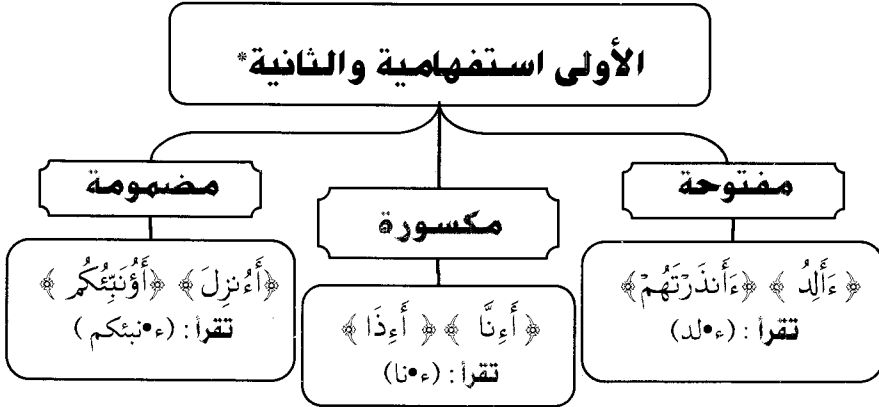 الأولى استفهامية والثانية*
مفتوحة
﴿ءَأَلِدُ﴾ ﴿ءَأَنذَرْتَهُمْ﴾
تقرأ : (ء•لد)
مكسورة
﴿أَءِنَّا﴾ ﴿أَءِذَا﴾
تقرأ : (ء•نا)
مضمومة
﴿أَءُنزِلَ﴾ ﴿أَؤُنَبِّئُكُم﴾
تقرأ : (ء•نبئكم)